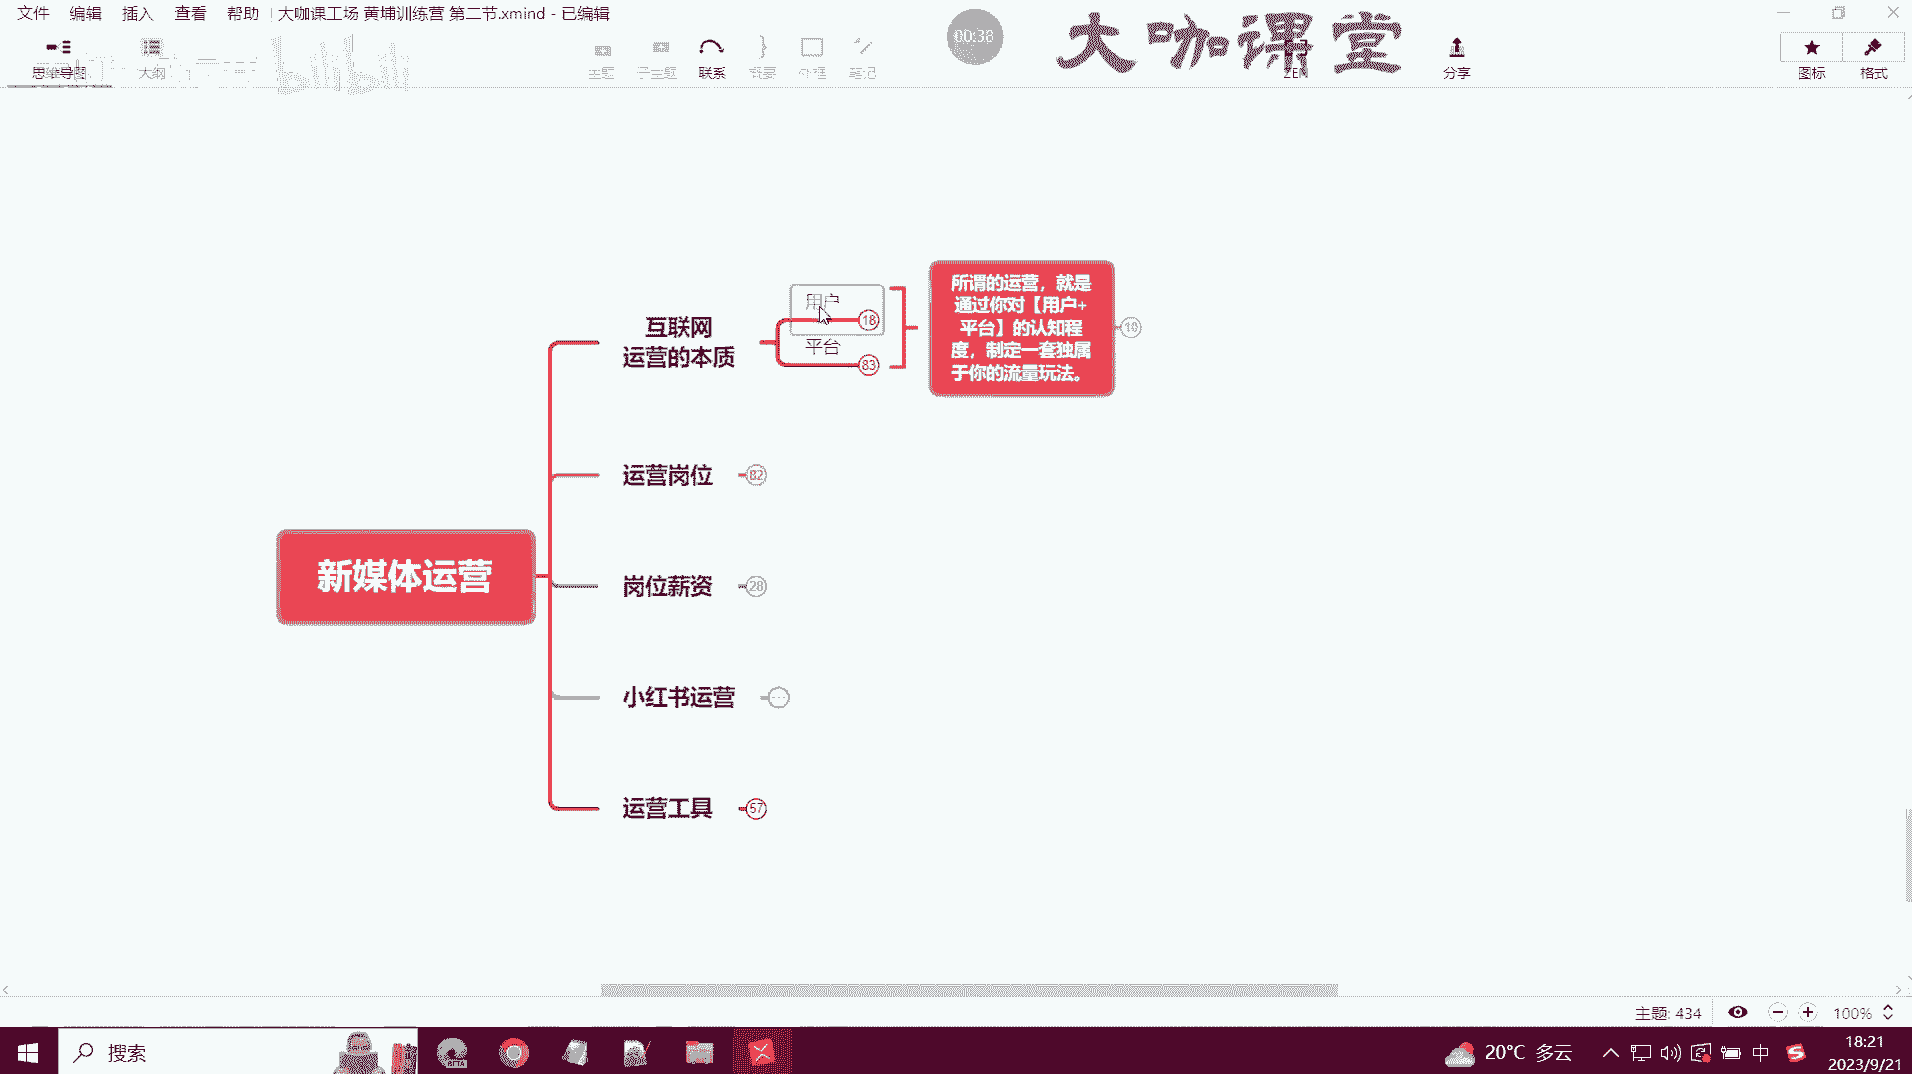 文件 编辑 插入 查看 帮助 大咖课工场 黄埔训练营 第二节.xmind - 已编辑
00:38
大咖课堂
思维导图 大纲 主题 子主题 联系 概要 外框 笔记 ZEN 分享 图标 格式
bilibili
用户
18
平台
83
互联网
运营的本质
所谓的运营，就是
通过你对【用户+
平台】的认知程
度，制定一套独属
于你的流量玩法。
10
运营岗位
82
新媒体运营
岗位薪资
28
小红书运营
运营工具
57
主题: 434
100%
搜索
20°C 多云
中
18:21
2023/9/21